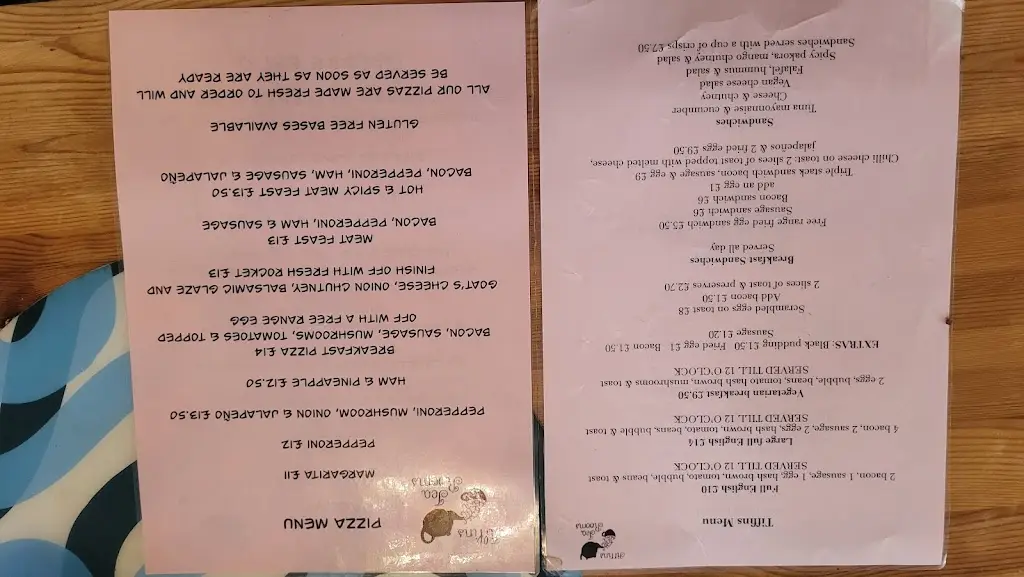 Tiffins
Tea
Rooms
PIZZA MENU
MARGARITA £11
PEPPERONI £12
PEPPERONI, MUSHROOM, ONION & JALAPEÑO £13.50
HAM & PINEAPPLE £12.50
BREAKFAST PIZZA £14
BACON, SAUSAGE, MUSHROOMS, TOMATOES & TOPPED
OFF WITH A FREE RANGE EGG
GOAT'S CHEESE, ONION CHUTNEY, BALSAMIC GLAZE AND
FINISH OFF WITH FRESH ROCKET £13
MEAT FEAST £13
BACON, PEPPERONI, HAM & SAUSAGE
HOT & SPICY MEAT FEAST £13.50
BACON, PEPPERONI, HAM, SAUSAGE & JALAPEÑO
GLUTEN FREE BASES AVAILABLE
ALL OUR PIZZAS ARE MADE FRESH TO ORDER AND WILL
BE SERVED AS SOON AS THEY ARE READY
Tiffins
Tea
Rooms
Tiffins Menu
Full English £10
2 bacon, 1 sausage, 1 egg, hash brown, tomato, bubble, beans & toast
SERVED TILL 12 O'CLOCK
Large full English £14
4 bacon, 2 sausage, 2 eggs, hash brown, tomato, beans, bubble & toast
SERVED TILL 12 O'CLOCK
Vegetarian breakfast £9.50
2 eggs, bubble, beans, tomato hash brown, mushrooms & toast
SERVED TILL 12 O'CLOCK
EXTRAS: Black pudding £1.50 Fried egg £1 Bacon £1.50
Sausage £1.20
Scrambled eggs on toast £8
Add bacon £1.50
2 slices of toast & preserves £2.70
Breakfast Sandwiches
Served all day
Free range fried egg sandwich £5.50
Sausage sandwich £6
Bacon sandwich £6
add an egg £1
Triple stack sandwich bacon, sausage & egg £9
Chilli cheese on toast: 2 slices of toast topped with melted cheese,
jalapeños & 2 fried eggs £9.50
Sandwiches
Tuna mayonnaise & cucumber
Cheese & chutney
Vegan cheese salad
Falafel, hummus & salad
Spicy pakora, mango chutney & salad
Sandwiches served with a cup of crisps £7.50